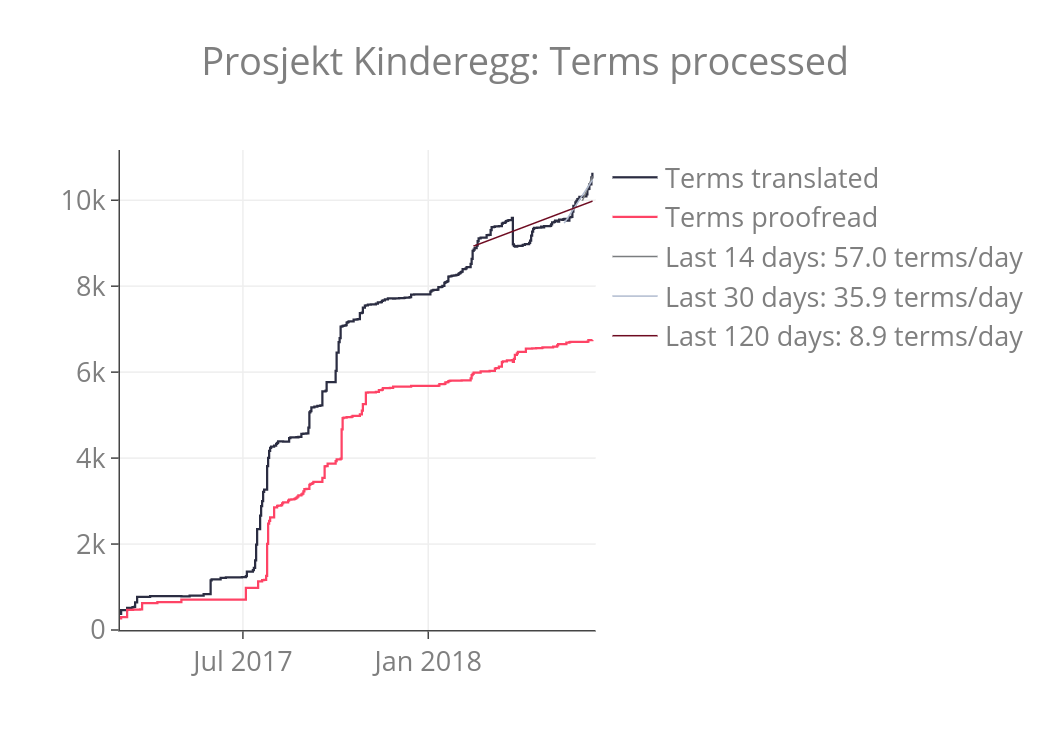 Prosjekt Kinderegg: Terms processed
10k
8k
6k
4k
2k
0
Jul 2017
Jan 2018
Terms translated
Terms proofread
Last 14 days: 57.0 terms/day
Last 30 days: 35.9 terms/day
Last 120 days: 8.9 terms/day